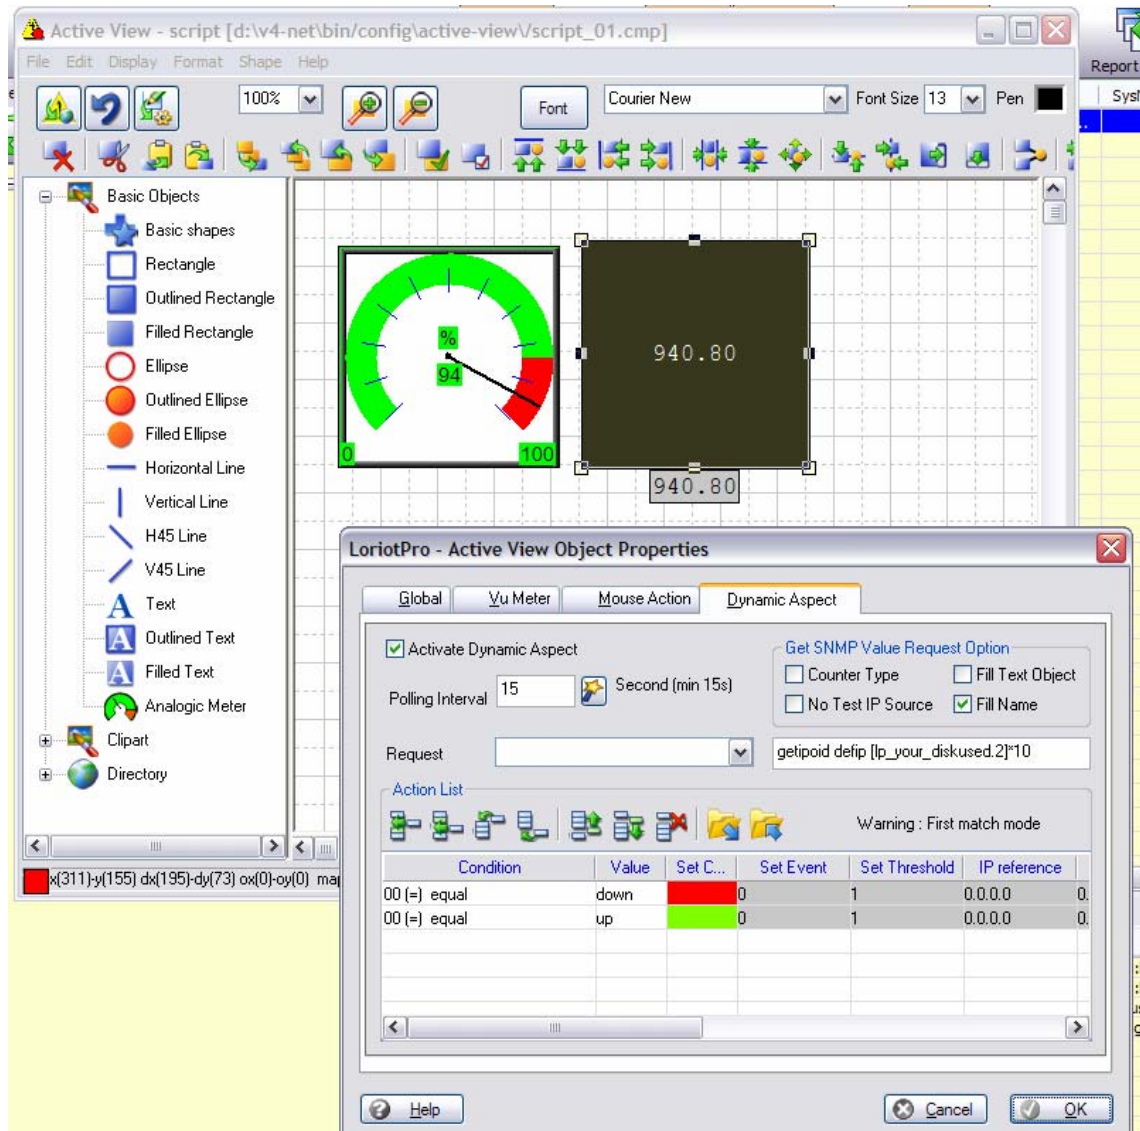 Active View - script [d:\v4-net\bin/config\active-view\/script_01.cmp]
File Edit Display Format Shape Help
Report
100%
Font
Courier New
Font Size 13
Pen
Basic Objects
Basic shapes
Rectangle
Outlined Rectangle
Filled Rectangle
Ellipse
Outlined Ellipse
Filled Ellipse
Horizontal Line
Vertical Line
H45 Line
V45 Line
Text
Outlined Text
Filled Text
Analogic Meter
Clipart
Directory
%
94
0
100
940.80
940.80
x(311)-y(155) dx(195)-dy(73) ox(0)-oy(0)
LoriotPro - Active View Object Properties
Global Vu Meter Mouse Action Dynamic Aspect
Activate Dynamic Aspect
Polling Interval 15 Second (min 15s)
Get SNMP Value Request Option
Counter Type Fill Text Object
No Test IP Source Fill Name
Request
getipoid defip [lp_your_diskused.2]*10
Action List
Warning : First match mode
Condition Value Set C... Set Event Set Threshold IP reference
00 (=) equal down 0 1 0.0.0.0 0.
00 (=) equal up 0 1 0.0.0.0 0.
Help
Cancel
OK